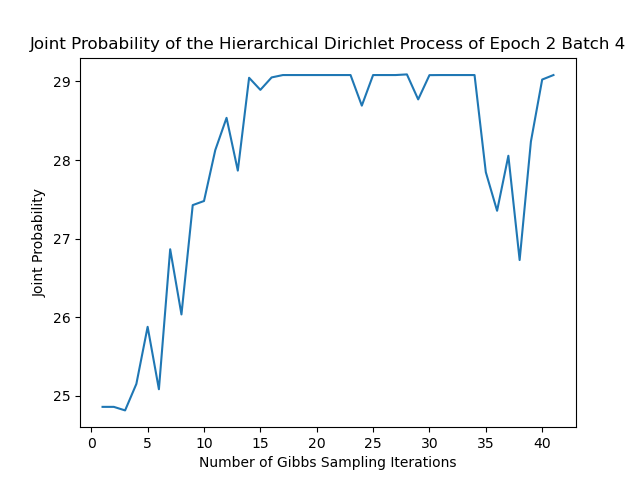 Joint Probability of the Hierarchical Dirichlet Process of Epoch 2 Batch 4
29
28
27
26
25
Joint Probability
0 5 10 15 20 25 30 35 40
Number of Gibbs Sampling Iterations